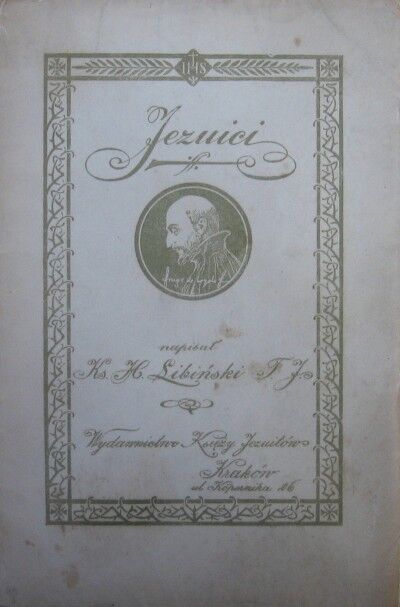 IHS
Jezuici
napisał
Ks. H. Libiński T. J.
Wydawnictwo Księży Jezuitów
Kraków
ul. Kopernika 26